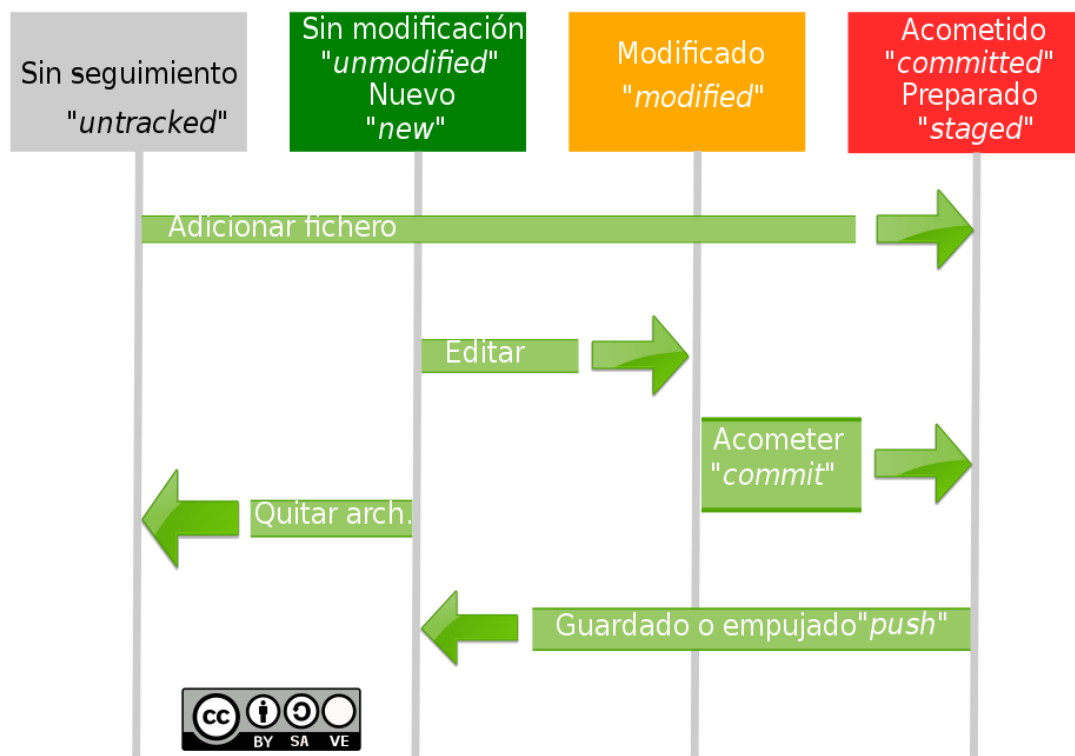 Sin seguimiento
"untracked"
Sin modificación
"unmodified"
Nuevo
"new"
Modificado
"modified"
Acometido
"committed"
Preparado
"staged"
Adicionar fichero
Editar
Acometer
"commit"
Quitar arch.
Guardado o empujado"push"
cc
BY SA VE